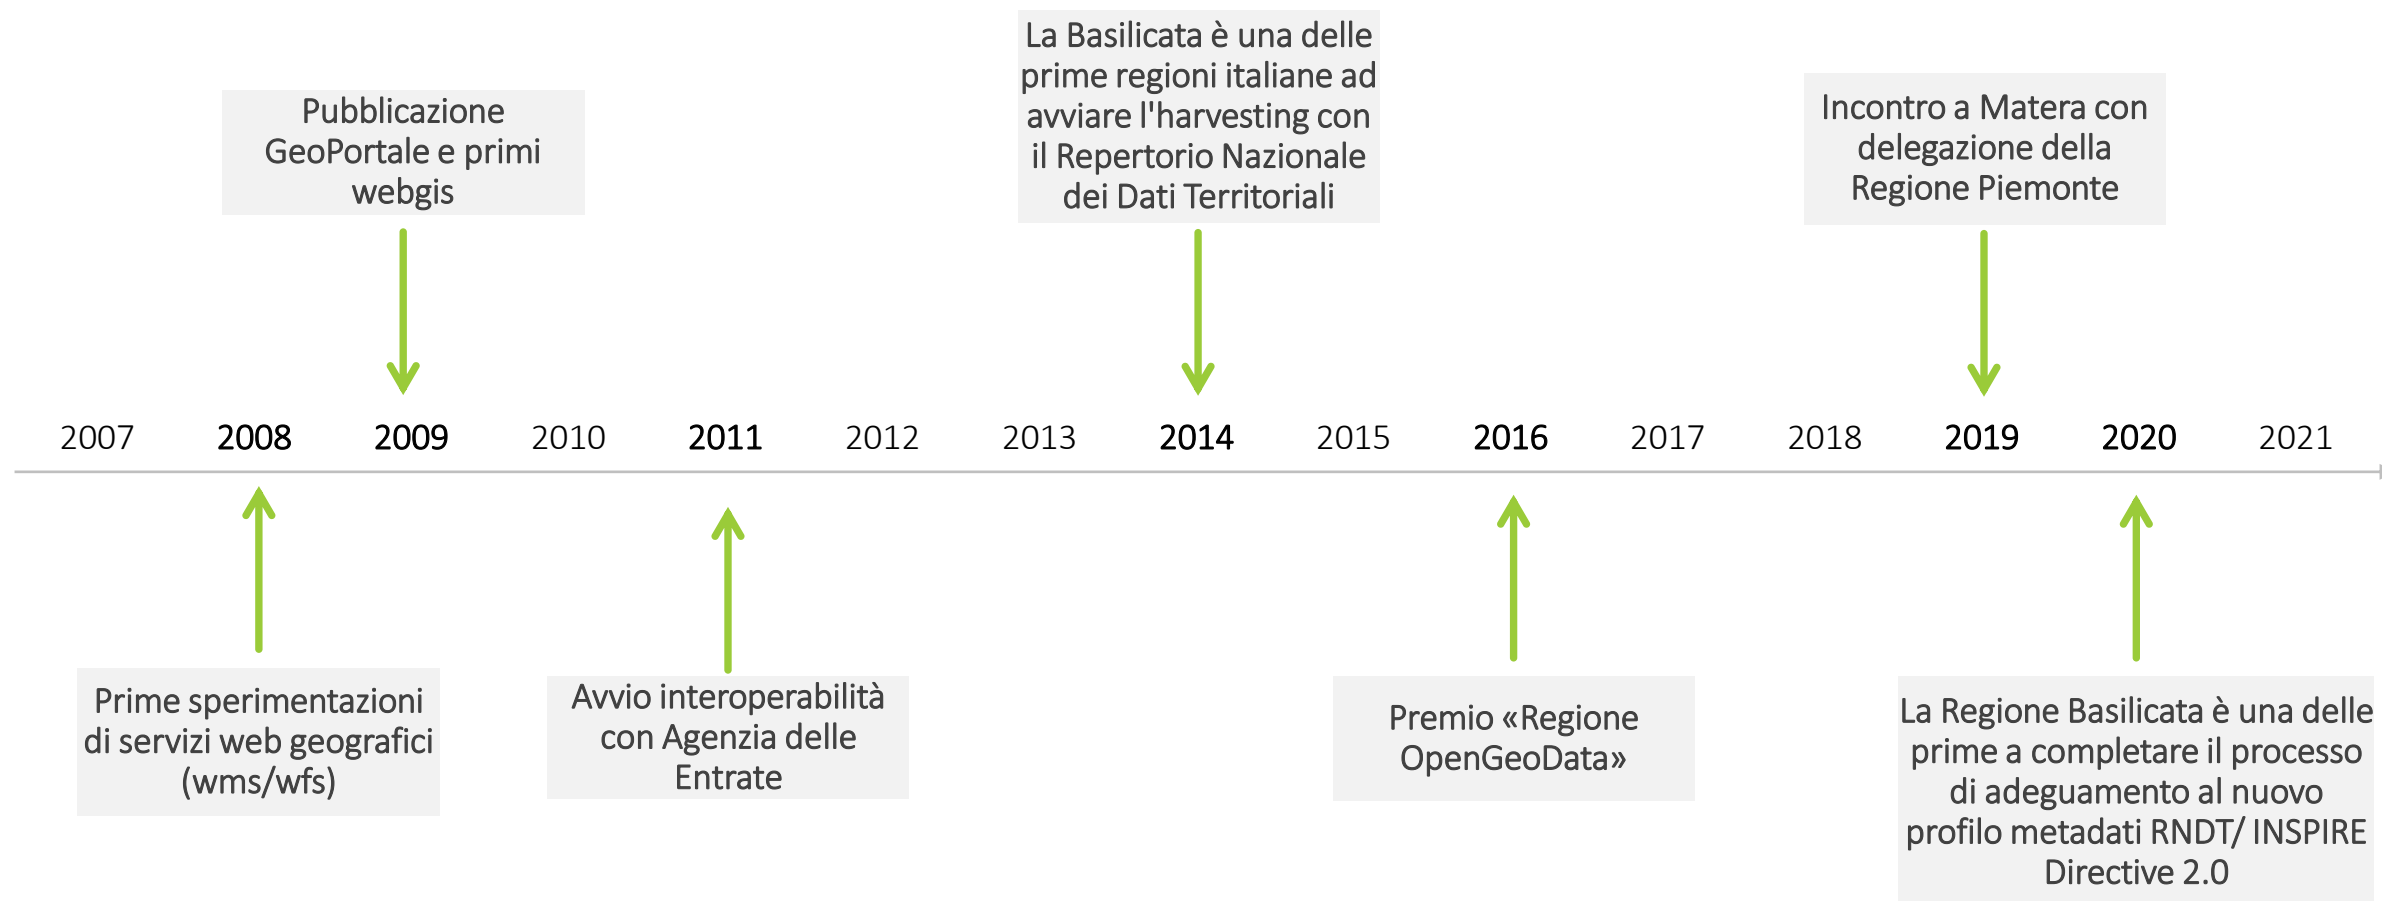 Pubblicazione
GeoPortale e primi
webgis
La Basilicata è una delle
prime regioni italiane ad
avviare l'harvesting con
il Repertorio Nazionale
dei Dati Territoriali
Incontro a Matera con
delegazione della
Regione Piemonte
2007 2008 2009 2010 2011 2012 2013 2014 2015 2016 2017 2018 2019 2020 2021
Prime sperimentazioni
di servizi web geografici
(wms/wfs)
Avvio interoperabilità
con Agenzia delle
Entrate
Premio «Regione
OpenGeoData»
La Regione Basilicata è una delle
prime a completare il processo
di adeguamento al nuovo
profilo metadati RNDT/ INSPIRE
Directive 2.0